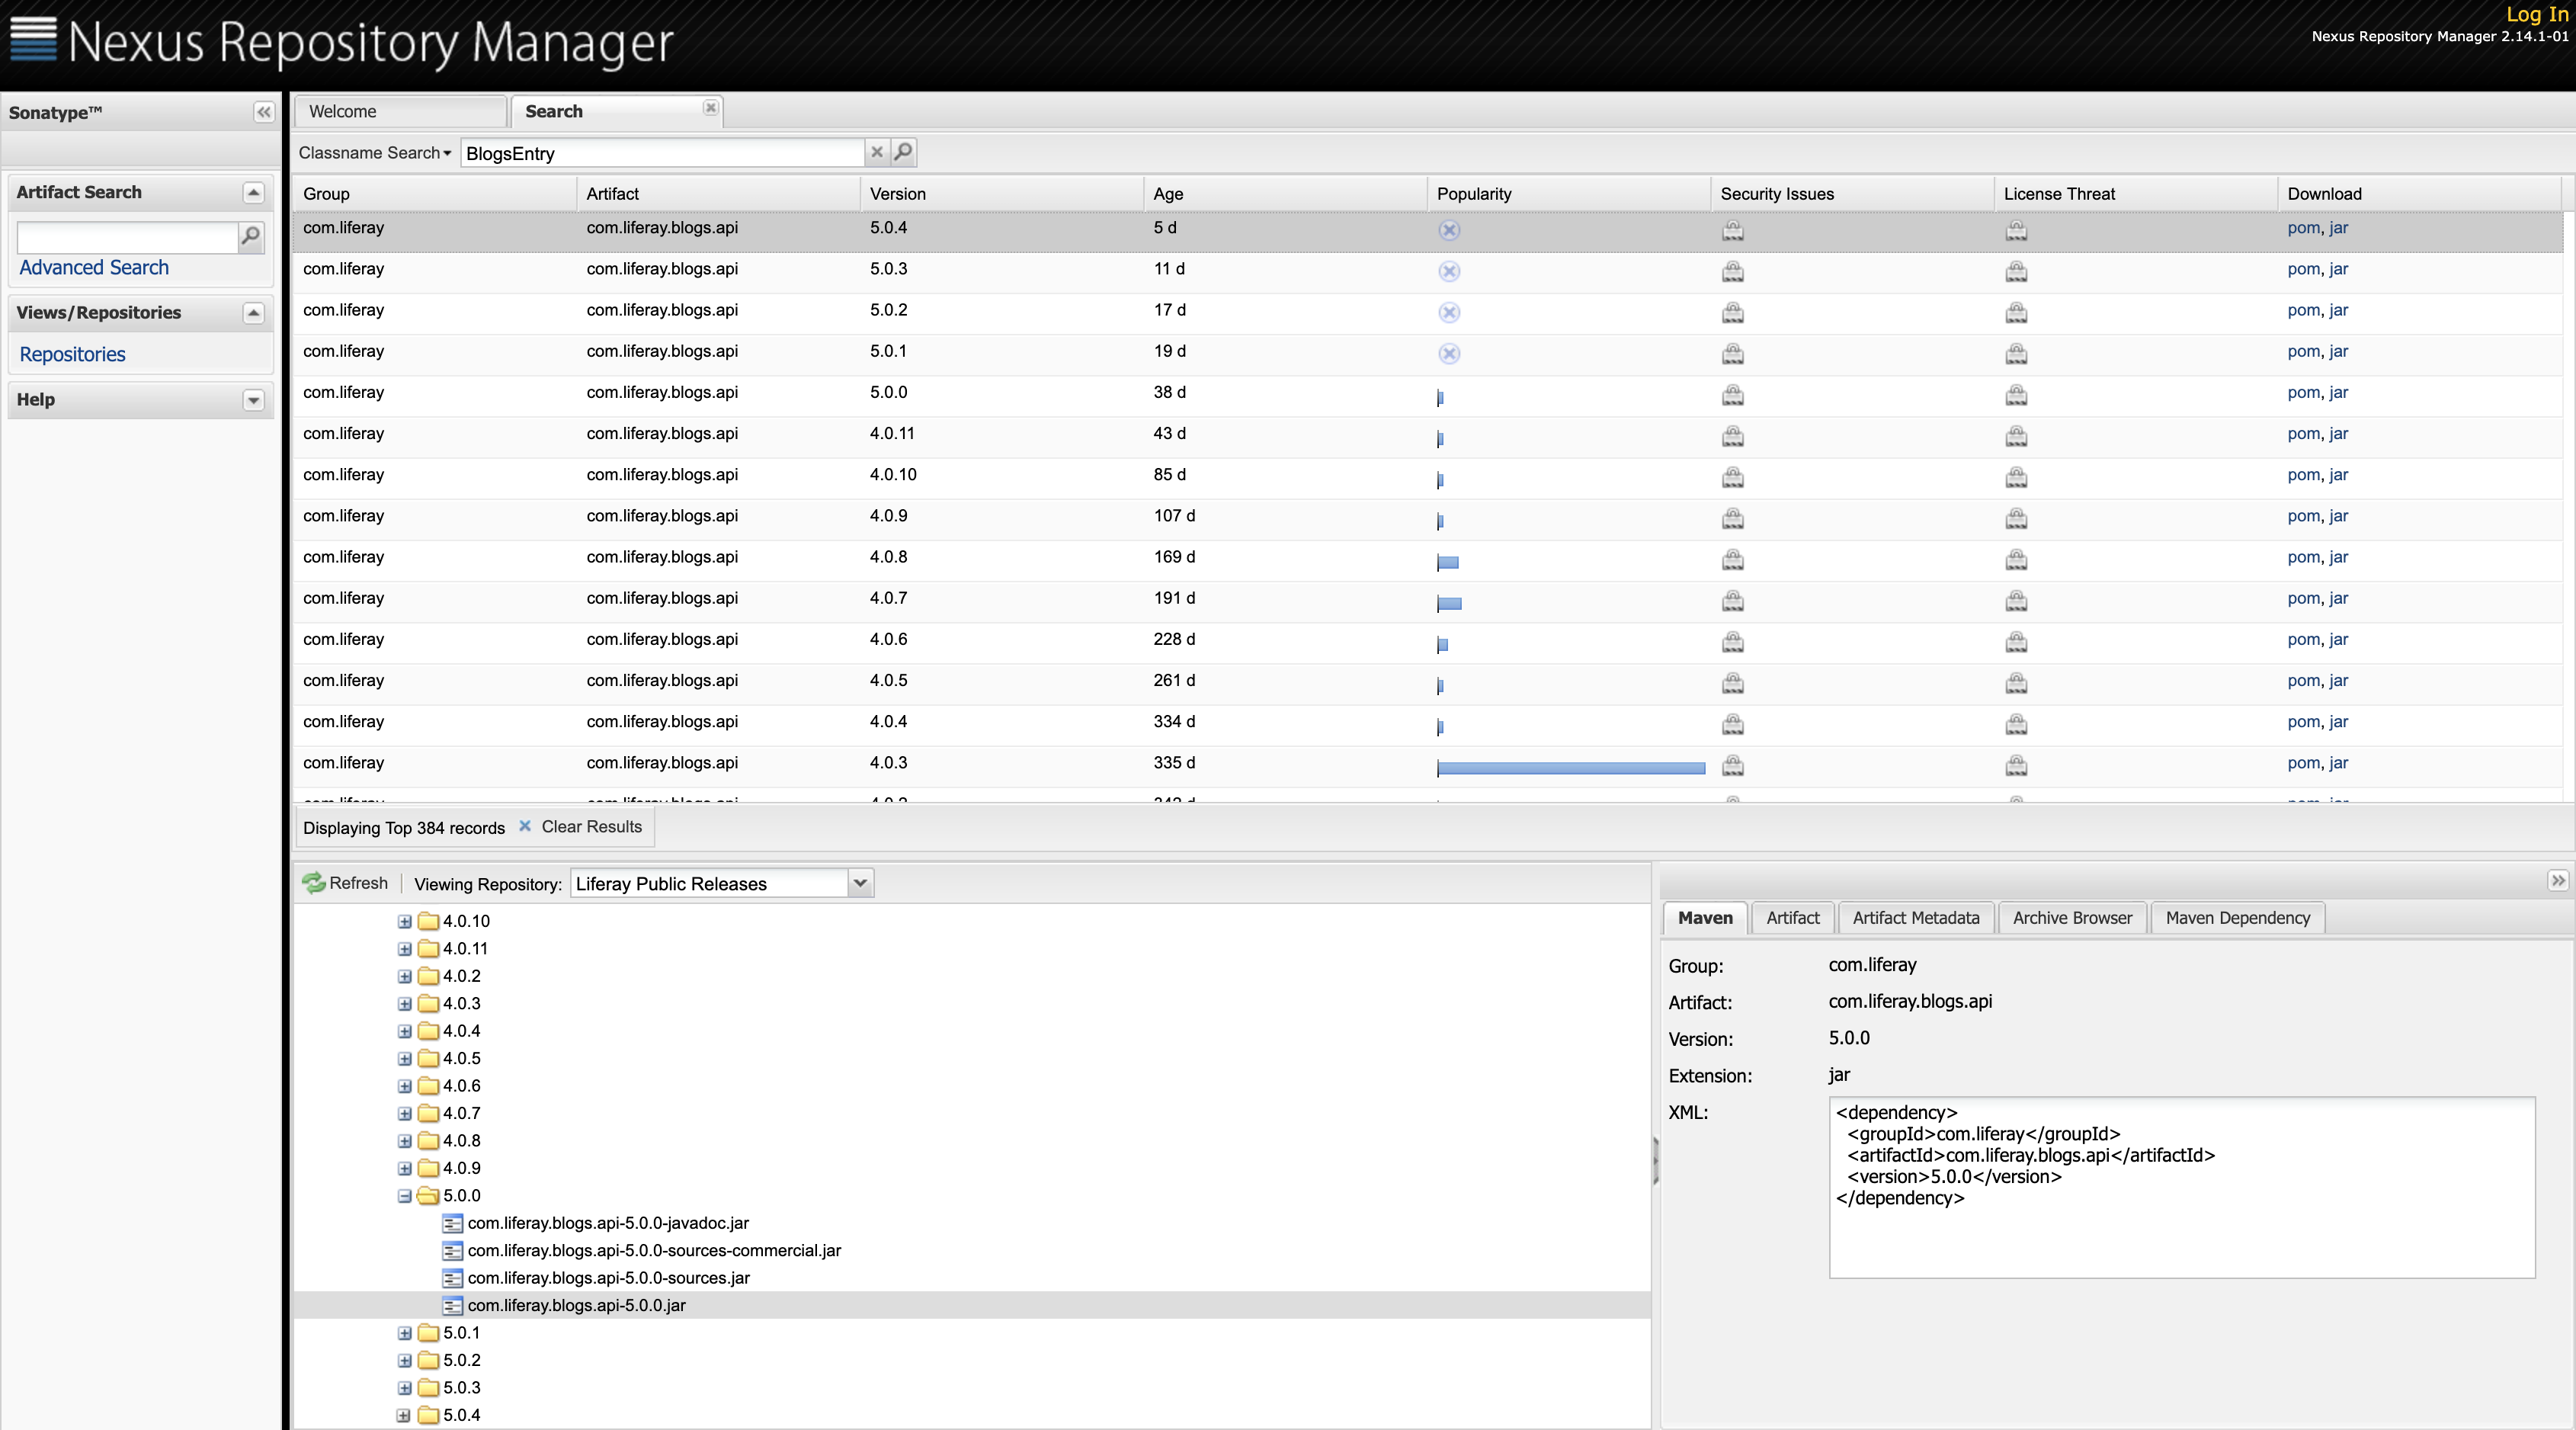 Nexus Repository Manager
Log In
Nexus Repository Manager 2.14.1-01
Sonatype™
Artifact Search
Advanced Search
Views/Repositories
Repositories
Help
Welcome
Search
Classname Search
BlogsEntry
Group Artifact Version Age Popularity Security Issues License Threat Download
com.liferay com.liferay.blogs.api 5.0.4 5 d pom, jar
com.liferay com.liferay.blogs.api 5.0.3 11 d pom, jar
com.liferay com.liferay.blogs.api 5.0.2 17 d pom, jar
com.liferay com.liferay.blogs.api 5.0.1 19 d pom, jar
com.liferay com.liferay.blogs.api 5.0.0 38 d pom, jar
com.liferay com.liferay.blogs.api 4.0.11 43 d pom, jar
com.liferay com.liferay.blogs.api 4.0.10 85 d pom, jar
com.liferay com.liferay.blogs.api 4.0.9 107 d pom, jar
com.liferay com.liferay.blogs.api 4.0.8 169 d pom, jar
com.liferay com.liferay.blogs.api 4.0.7 191 d pom, jar
com.liferay com.liferay.blogs.api 4.0.6 228 d pom, jar
com.liferay com.liferay.blogs.api 4.0.5 261 d pom, jar
com.liferay com.liferay.blogs.api 4.0.4 334 d pom, jar
com.liferay com.liferay.blogs.api 4.0.3 335 d pom, jar
Displaying Top 384 records Clear Results
Refresh Viewing Repository: Liferay Public Releases
4.0.10
4.0.11
4.0.2
4.0.3
4.0.4
4.0.5
4.0.6
4.0.7
4.0.8
4.0.9
5.0.0
com.liferay.blogs.api-5.0.0-javadoc.jar
com.liferay.blogs.api-5.0.0-sources-commercial.jar
com.liferay.blogs.api-5.0.0-sources.jar
com.liferay.blogs.api-5.0.0.jar
5.0.1
5.0.2
5.0.3
5.0.4
Maven Artifact Artifact Metadata Archive Browser Maven Dependency
Group: com.liferay
Artifact: com.liferay.blogs.api
Version: 5.0.0
Extension: jar
XML:
<dependency>
<groupId>com.liferay</groupId>
<artifactId>com.liferay.blogs.api</artifactId>
<version>5.0.0</version>
</dependency>